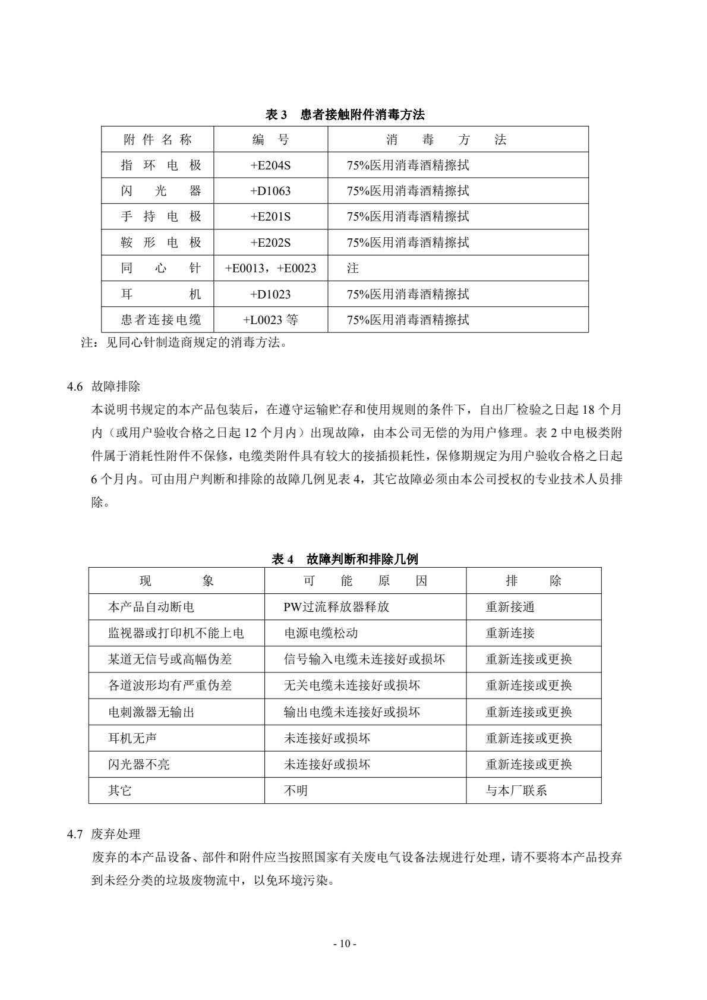 表 3 患者接触附件消毒方法
附 件 名 称 编 号 消 毒 方 法
指 环 电 极 +E204S 75%医用消毒酒精擦拭
闪 光 器 +D1063 75%医用消毒酒精擦拭
手 持 电 极 +E201S 75%医用消毒酒精擦拭
鞍 形 电 极 +E202S 75%医用消毒酒精擦拭
同 心 针 +E0013，+E0023 注
耳 机 +D1023 75%医用消毒酒精擦拭
患者连接电缆 +L0023 等 75%医用消毒酒精擦拭
注：见同心针制造商规定的消毒方法。
4.6 故障排除
本说明书规定的本产品包装后，在遵守运输贮存和使用规则的条件下，自出厂检验之日起 18 个月
内（或用户验收合格之日起 12 个月内）出现故障，由本公司无偿的为用户修理。表 2 中电极类附
件属于消耗性附件不保修，电缆类附件具有较大的接插损耗性，保修期规定为用户验收合格之日起
6 个月内。可由用户判断和排除的故障几例见表 4，其它故障必须由本公司授权的专业技术人员排
除。
表 4 故障判断和排除几例
现 象 可 能 原 因 排 除
本产品自动断电 PW过流释放器释放 重新接通
监视器或打印机不能上电 电源电缆松动 重新连接
某道无信号或高幅伪差 信号输入电缆未连接好或损坏 重新连接或更换
各道波形均有严重伪差 无关电缆未连接好或损坏 重新连接或更换
电刺激器无输出 输出电缆未连接好或损坏 重新连接或更换
耳机无声 未连接好或损坏 重新连接或更换
闪光器不亮 未连接好或损坏 重新连接或更换
其它 不明 与本厂联系
4.7 废弃处理
废弃的本产品设备、部件和附件应当按照国家有关废电气设备法规进行处理，请不要将本产品投弃
到未经分类的垃圾废物流中，以免环境污染。
- 10 -